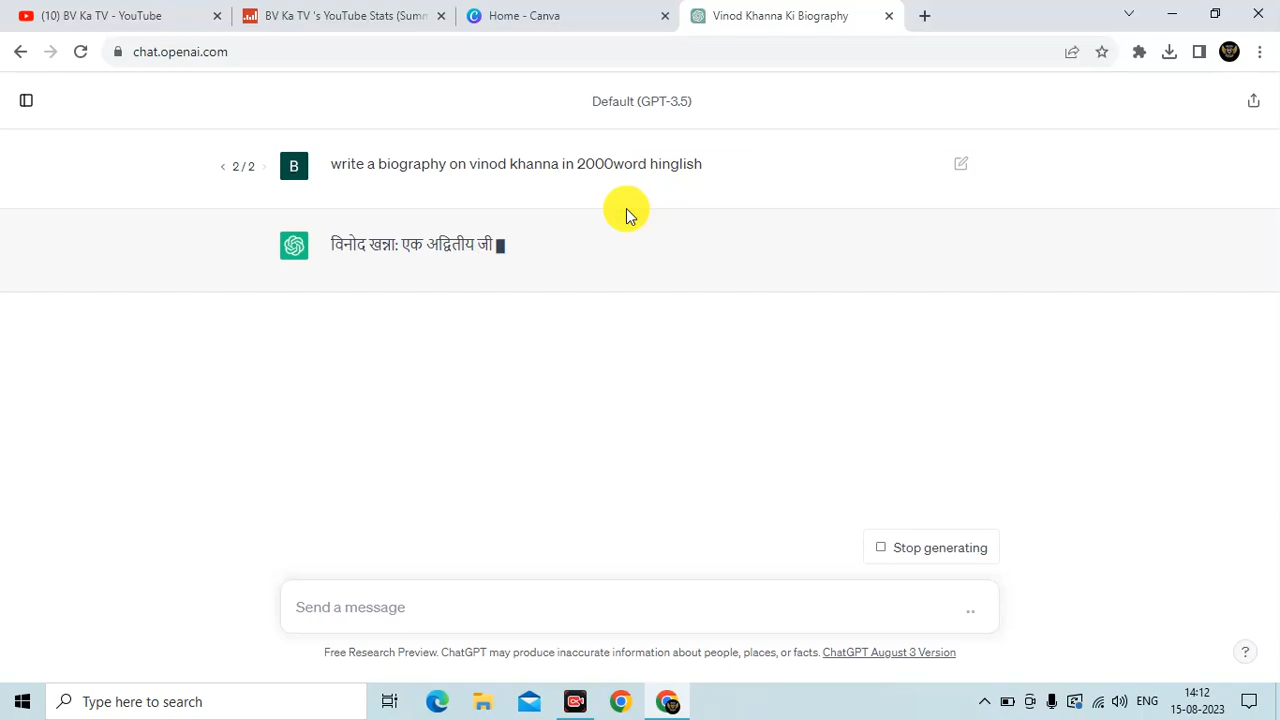 (10) BV Ka TV - YouTube
BV Ka TV 's YouTube Stats (Summ
Home - Canva
Vinod Khanna Ki Biography
chat.openai.com
Default (GPT-3.5)
< 2 / 2 >
B
write a biography on vinod khanna in 2000word hinglish
विनोद खन्ना: एक अद्वितीय जी
Stop generating
Send a message
Free Research Preview. ChatGPT may produce inaccurate information about people, places, or facts. ChatGPT August 3 Version
?
Type here to search
ENG
14:12
15-08-2023